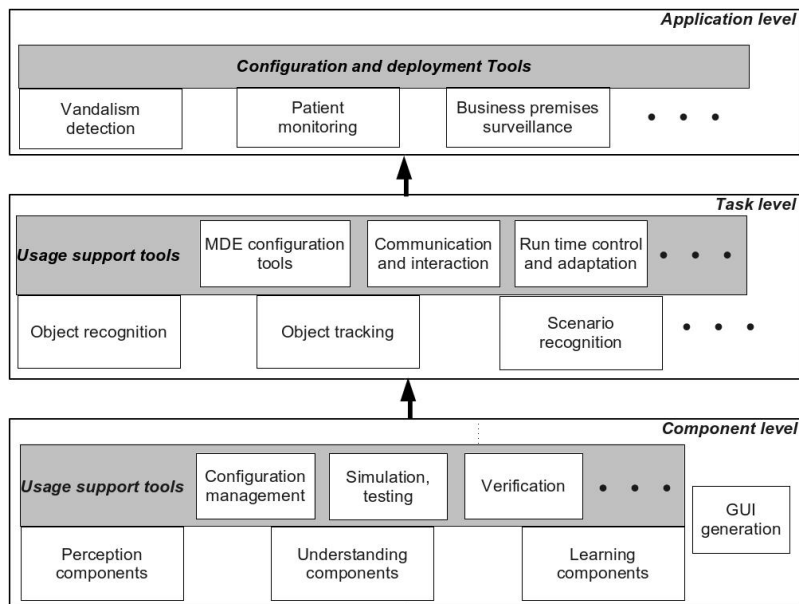 Application level
Configuration and deployment Tools
Vandalism
detection
Patient
monitoring
Business premises
surveillance
Task level
Usage support tools
MDE configuration
tools
Communication
and interaction
Run time control
and adaptation
Object recognition
Object tracking
Scenario
recognition
Component level
Usage support tools
Configuration
management
Simulation,
testing
Verification
GUI
generation
Perception
components
Understanding
components
Learning
components